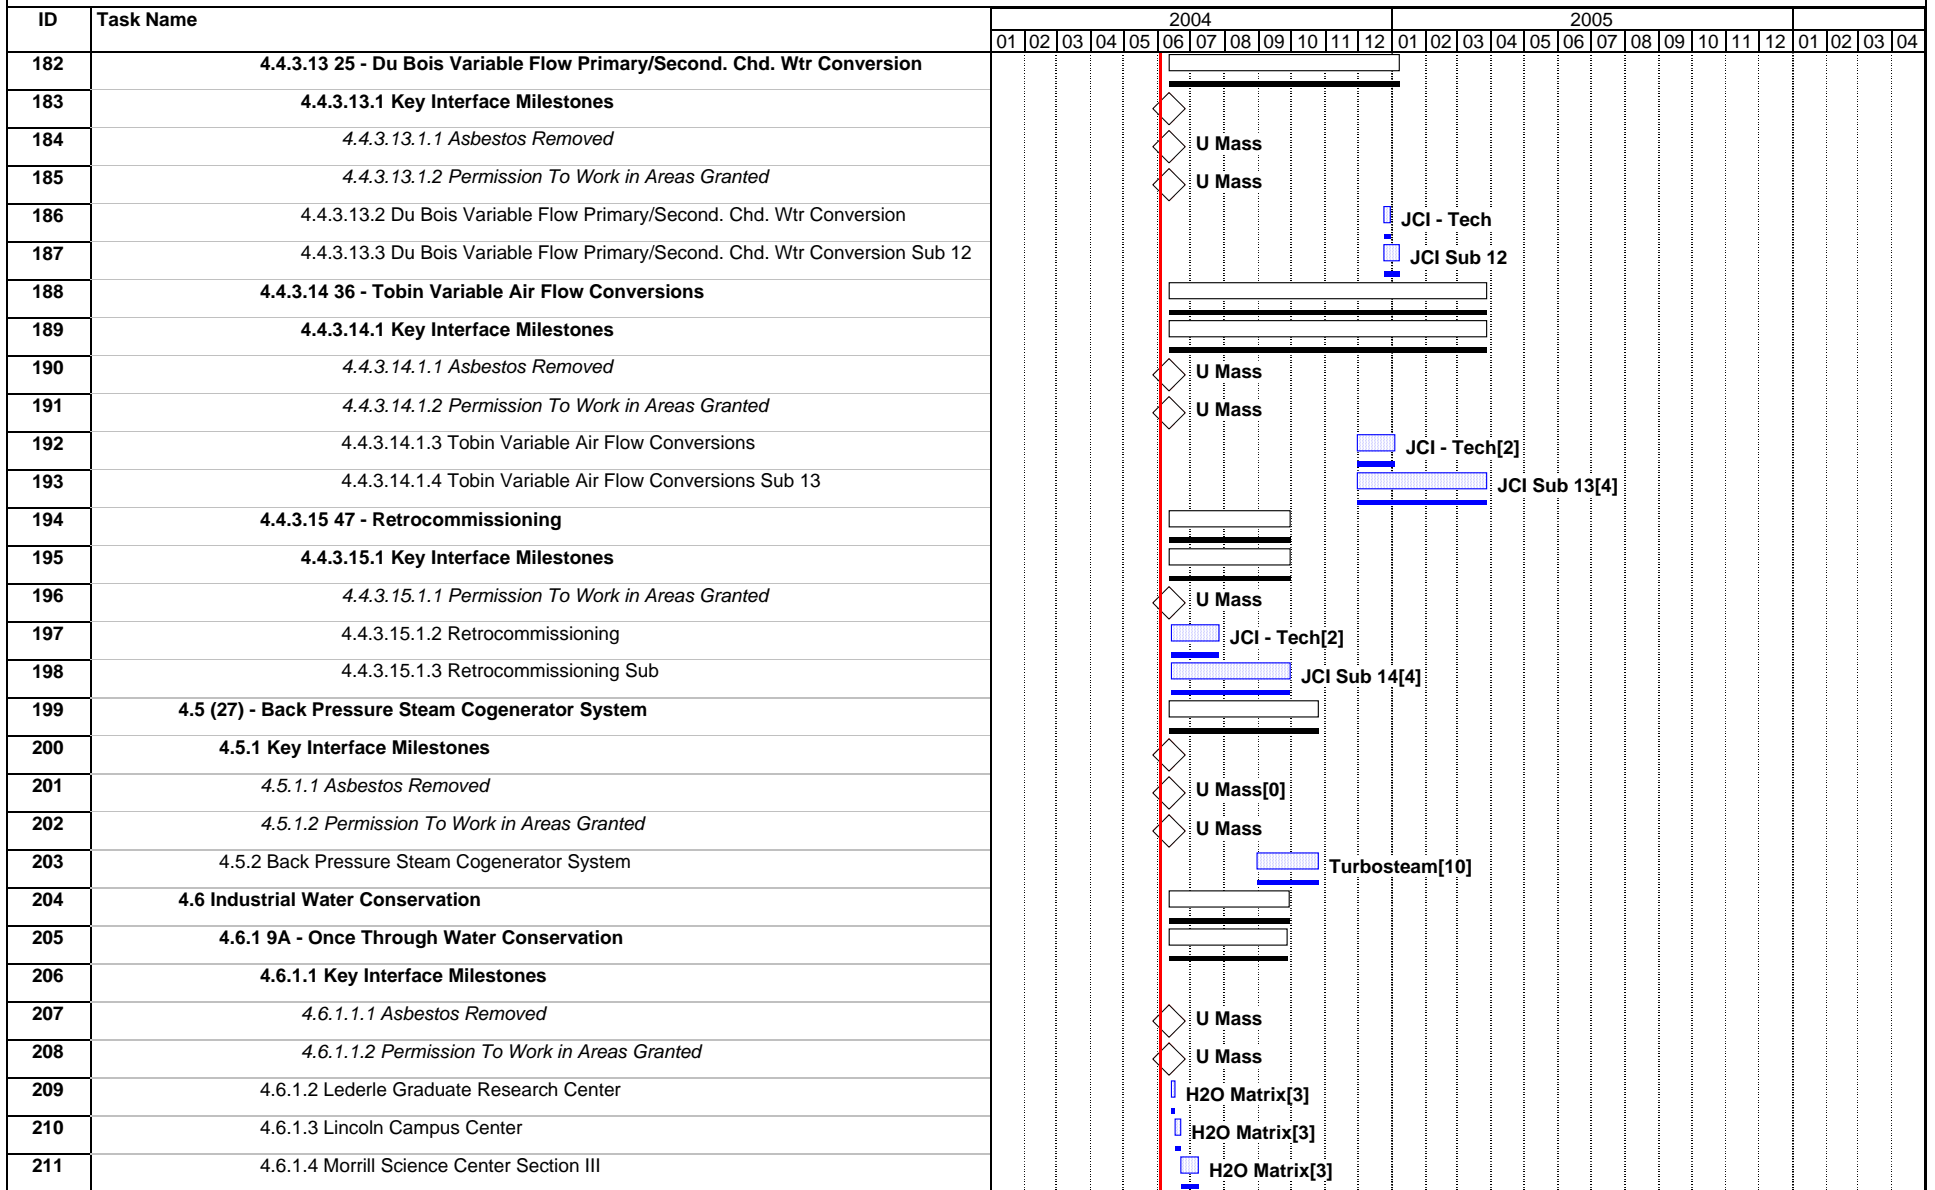 ID Task Name 2004 2005
01 02 03 04 05 06 07 08 09 10 11 12 01 02 03 04 05 06 07 08 09 10 11 12 01 02 03 04
182 4.4.3.13 25 - Du Bois Variable Flow Primary/Second. Chd. Wtr Conversion
183 4.4.3.13.1 Key Interface Milestones
184 4.4.3.13.1.1 Asbestos Removed U Mass
185 4.4.3.13.1.2 Permission To Work in Areas Granted U Mass
186 4.4.3.13.2 Du Bois Variable Flow Primary/Second. Chd. Wtr Conversion JCI - Tech
187 4.4.3.13.3 Du Bois Variable Flow Primary/Second. Chd. Wtr Conversion Sub 12 JCI Sub 12
188 4.4.3.14 36 - Tobin Variable Air Flow Conversions
189 4.4.3.14.1 Key Interface Milestones
190 4.4.3.14.1.1 Asbestos Removed U Mass
191 4.4.3.14.1.2 Permission To Work in Areas Granted U Mass
192 4.4.3.14.1.3 Tobin Variable Air Flow Conversions JCI - Tech[2]
193 4.4.3.14.1.4 Tobin Variable Air Flow Conversions Sub 13 JCI Sub 13[4]
194 4.4.3.15 47 - Retrocommissioning
195 4.4.3.15.1 Key Interface Milestones
196 4.4.3.15.1.1 Permission To Work in Areas Granted U Mass
197 4.4.3.15.1.2 Retrocommissioning JCI - Tech[2]
198 4.4.3.15.1.3 Retrocommissioning Sub JCI Sub 14[4]
199 4.5 (27) - Back Pressure Steam Cogenerator System
200 4.5.1 Key Interface Milestones
201 4.5.1.1 Asbestos Removed U Mass[0]
202 4.5.1.2 Permission To Work in Areas Granted U Mass
203 4.5.2 Back Pressure Steam Cogenerator System Turbosteam[10]
204 4.6 Industrial Water Conservation
205 4.6.1 9A - Once Through Water Conservation
206 4.6.1.1 Key Interface Milestones
207 4.6.1.1.1 Asbestos Removed U Mass
208 4.6.1.1.2 Permission To Work in Areas Granted U Mass
209 4.6.1.2 Lederle Graduate Research Center H2O Matrix[3]
210 4.6.1.3 Lincoln Campus Center H2O Matrix[3]
211 4.6.1.4 Morrill Science Center Section III H2O Matrix[3]